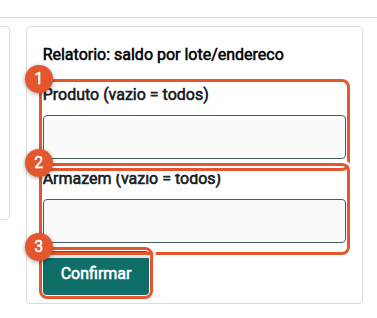 Relatorio: saldo por lote/endereco
1
Produto (vazio = todos)
2
Armazem (vazio = todos)
3
Confirmar